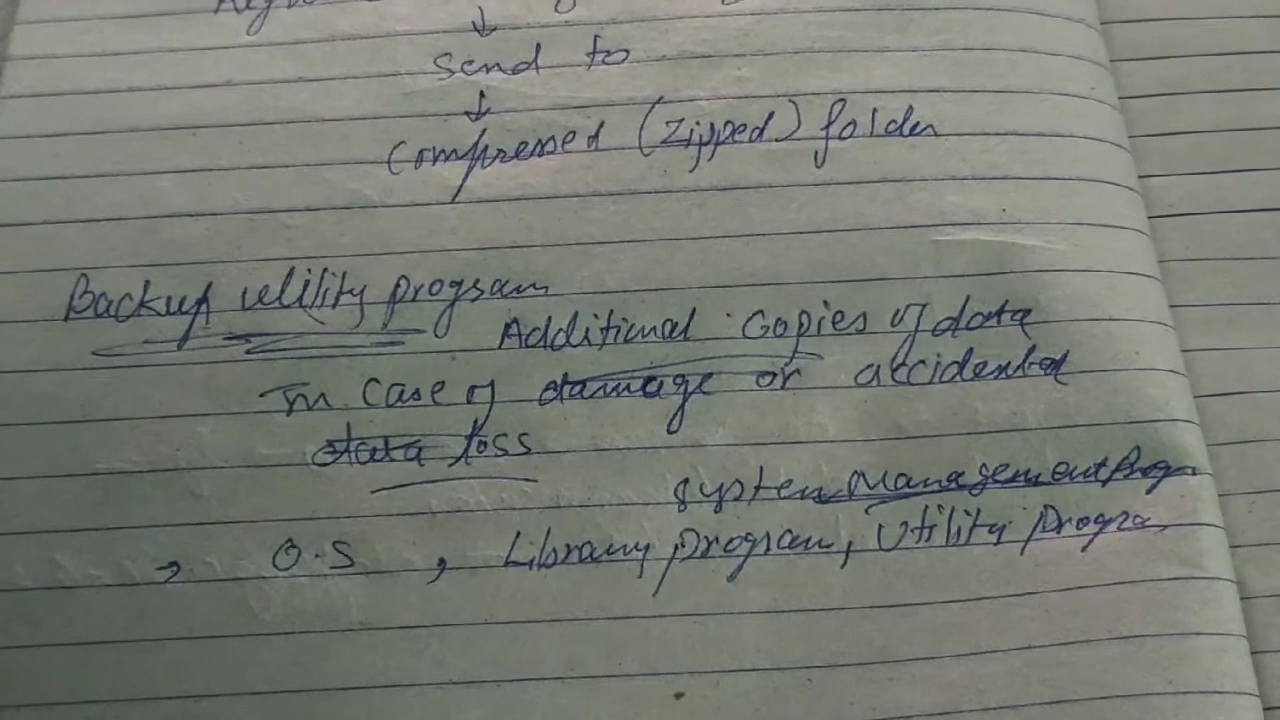 ↓
Send to
↓
Compressed (Zipped) folder
Backup utility program
Additional copies of data
In case of damage or accidental
data loss
System Management Progr
, O.S , Library program, Utility Progra